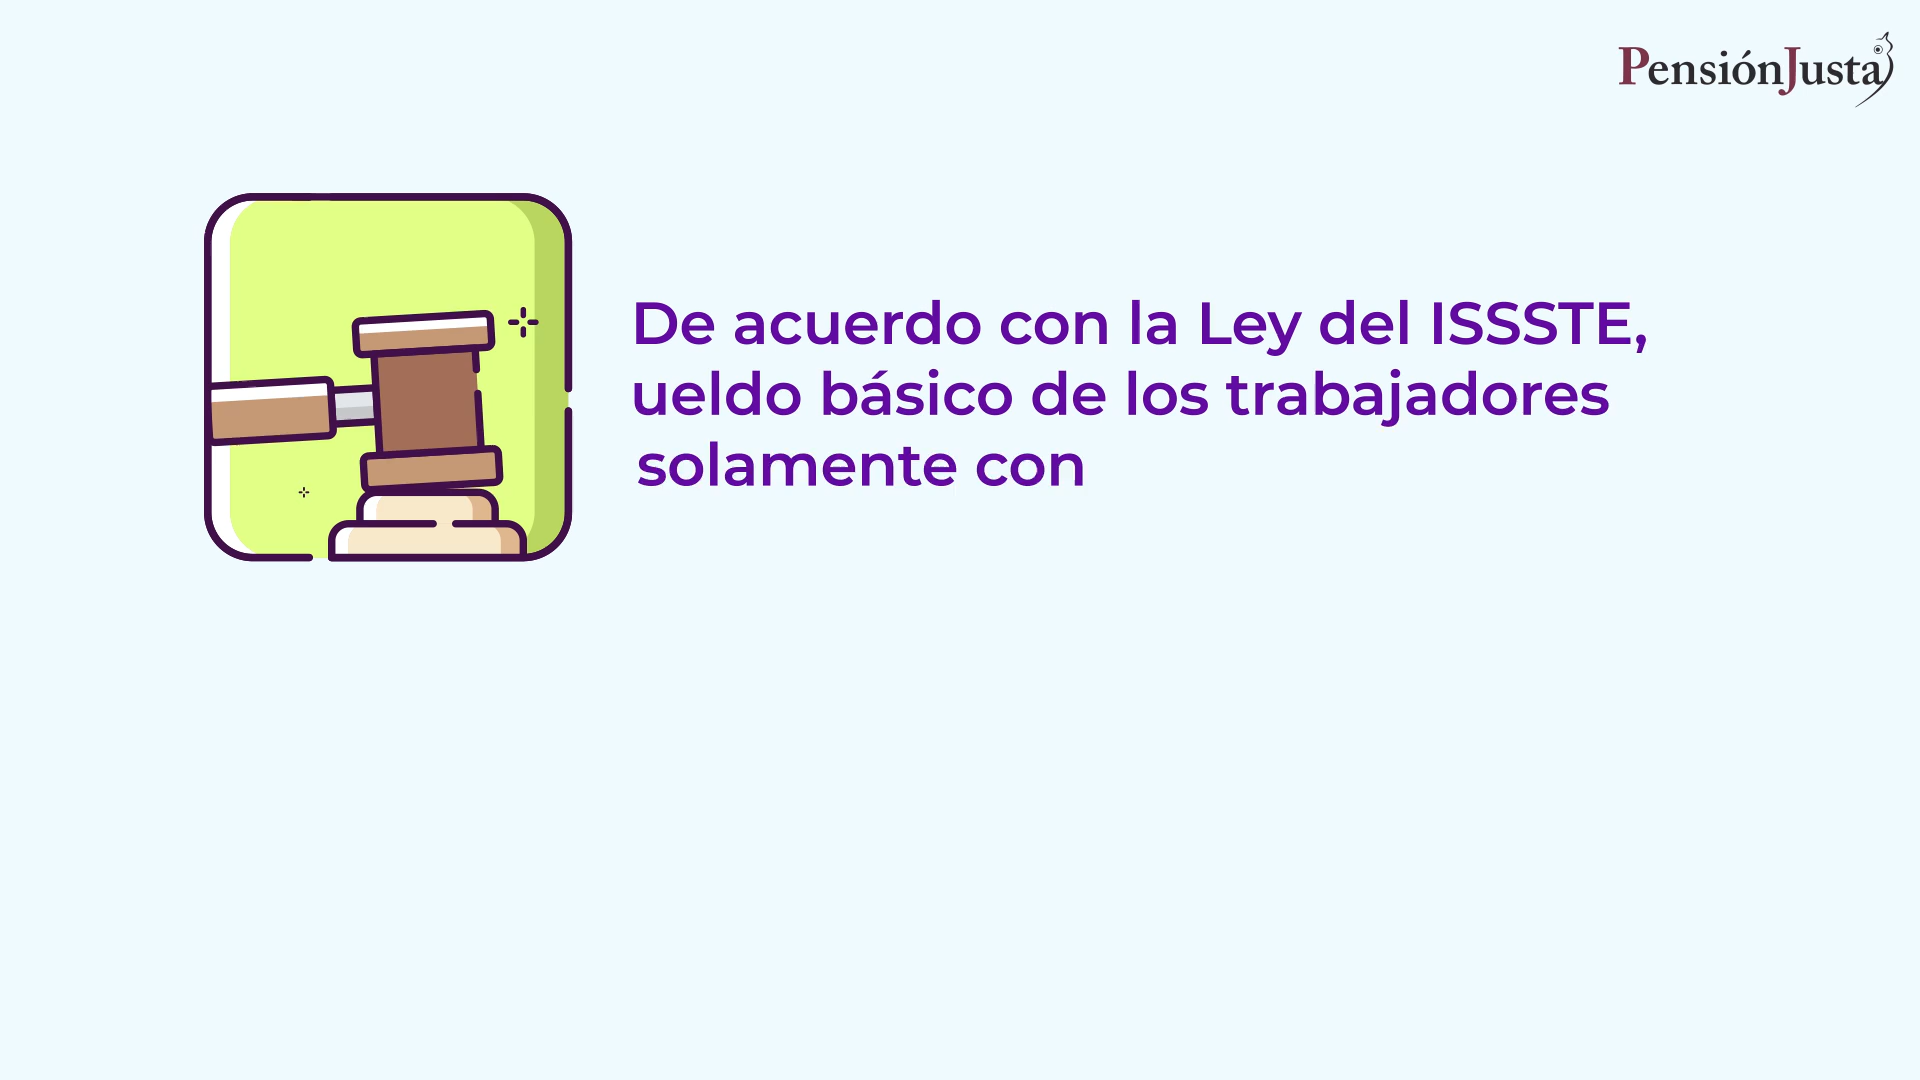 PensiónJusta
De acuerdo con la Ley del ISSSTE,
ueldo básico de los trabajadores
solamente con